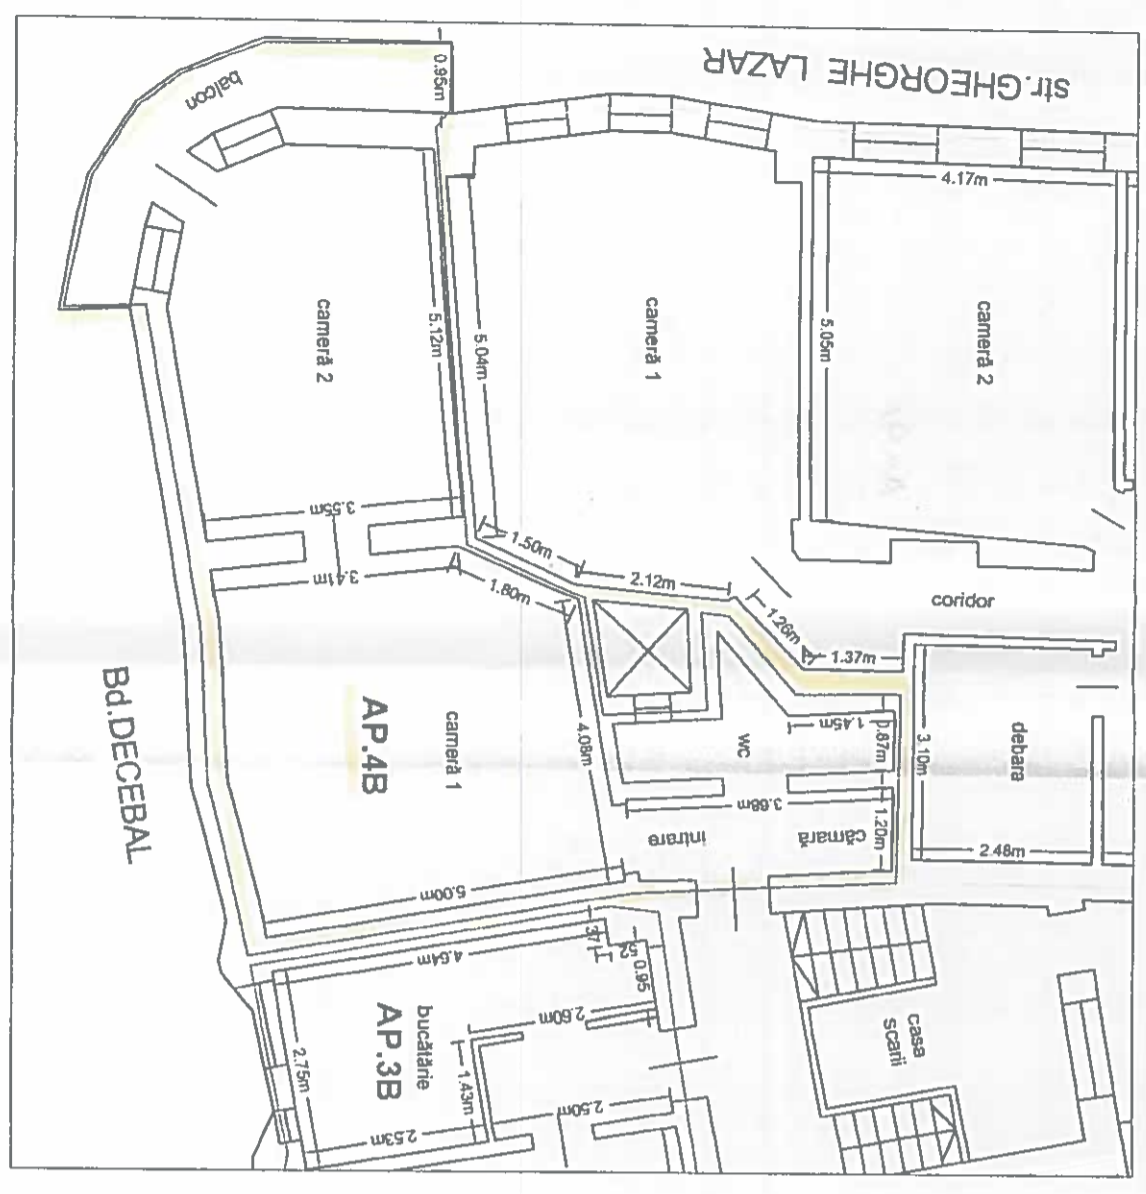 str.GHEORGHE LAZAR
0.95m
balcon
4.17m
cameră 2
5.12m
5.04m
cameră 1
5.05m
cameră 2
3.55m
3.41m
1.50m
2.12m
1.80m
1.26m
1.37m
coridor
Bd.DECEBAL
AP.4B
cameră 1
4.08m
wc
1.45m
0.87m
3.10m
debara
3.68m
intrare
cămară
1.20m
2.48m
5.00m
4.64m
37
52
0.95
bucătărie
AP.3B
2.60m
casa
scarii
2.75m
1.43m
2.50m
2.53m